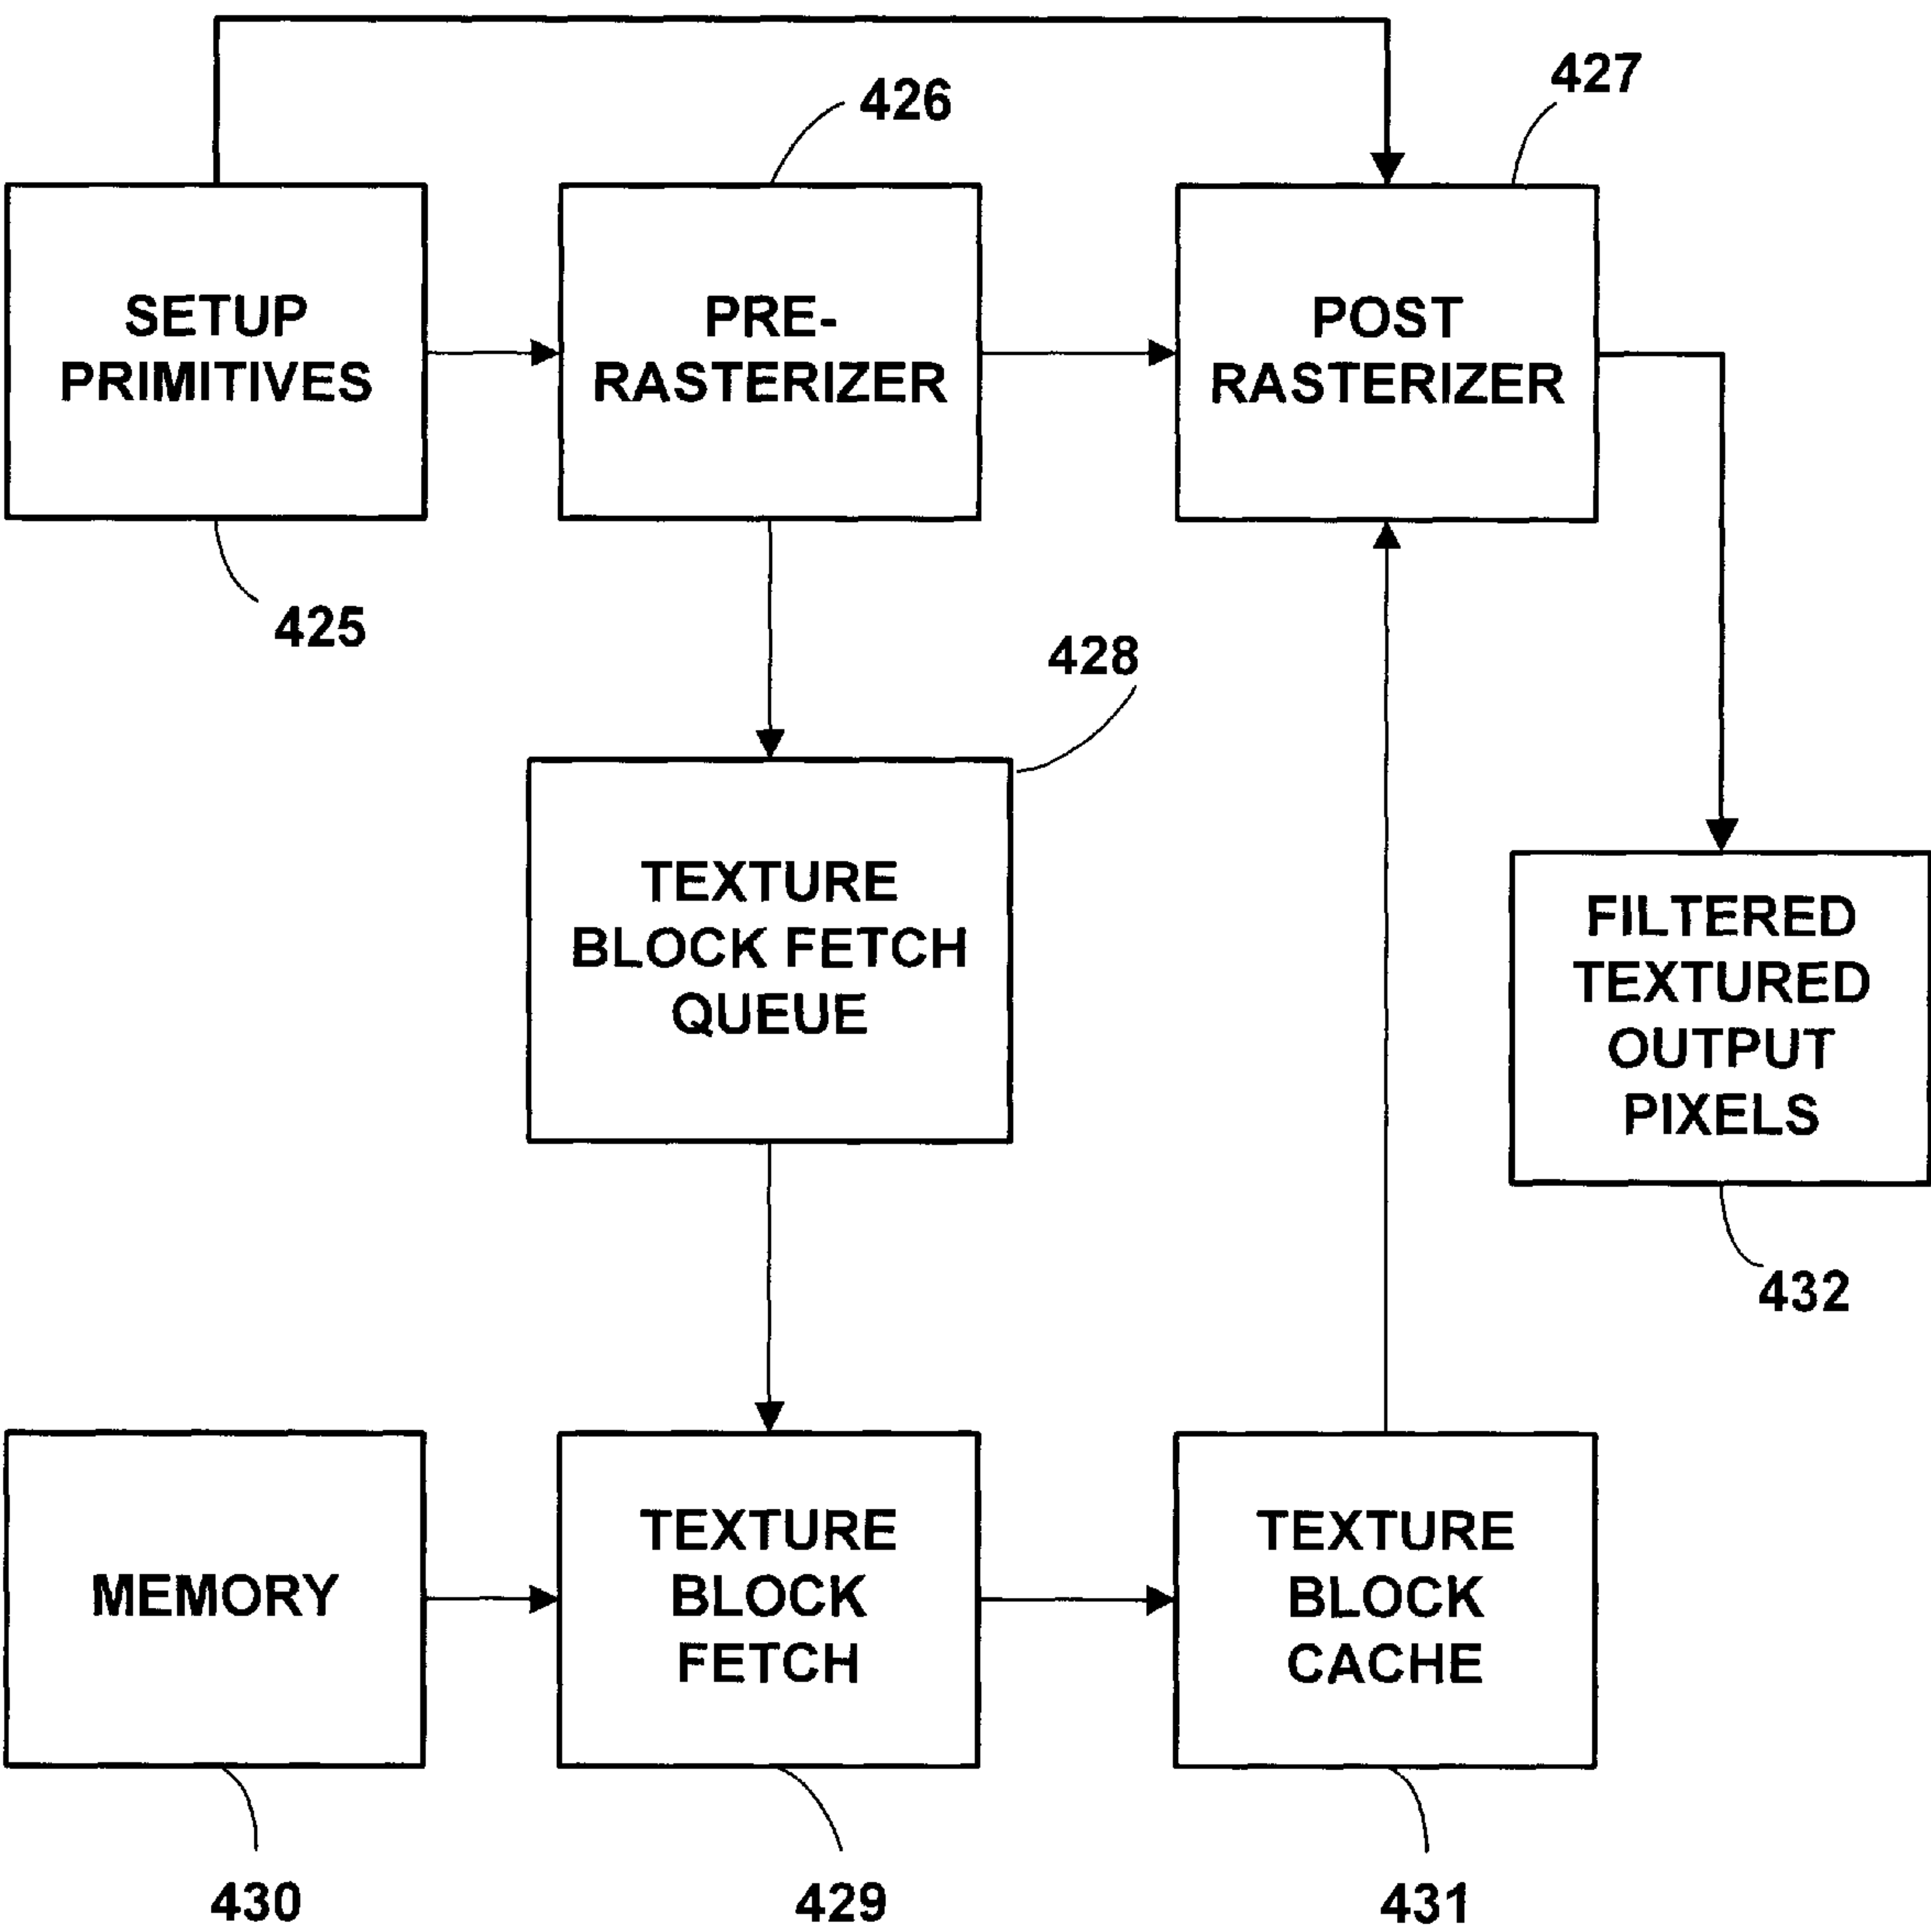 427
426
SETUP
PRIMITIVES
PRE-
RASTERIZER
POST
RASTERIZER
425
428
TEXTURE
BLOCK FETCH
QUEUE
FILTERED
TEXTURED
OUTPUT
PIXELS
432
MEMORY
TEXTURE
BLOCK
FETCH
TEXTURE
BLOCK
CACHE
430
429
431